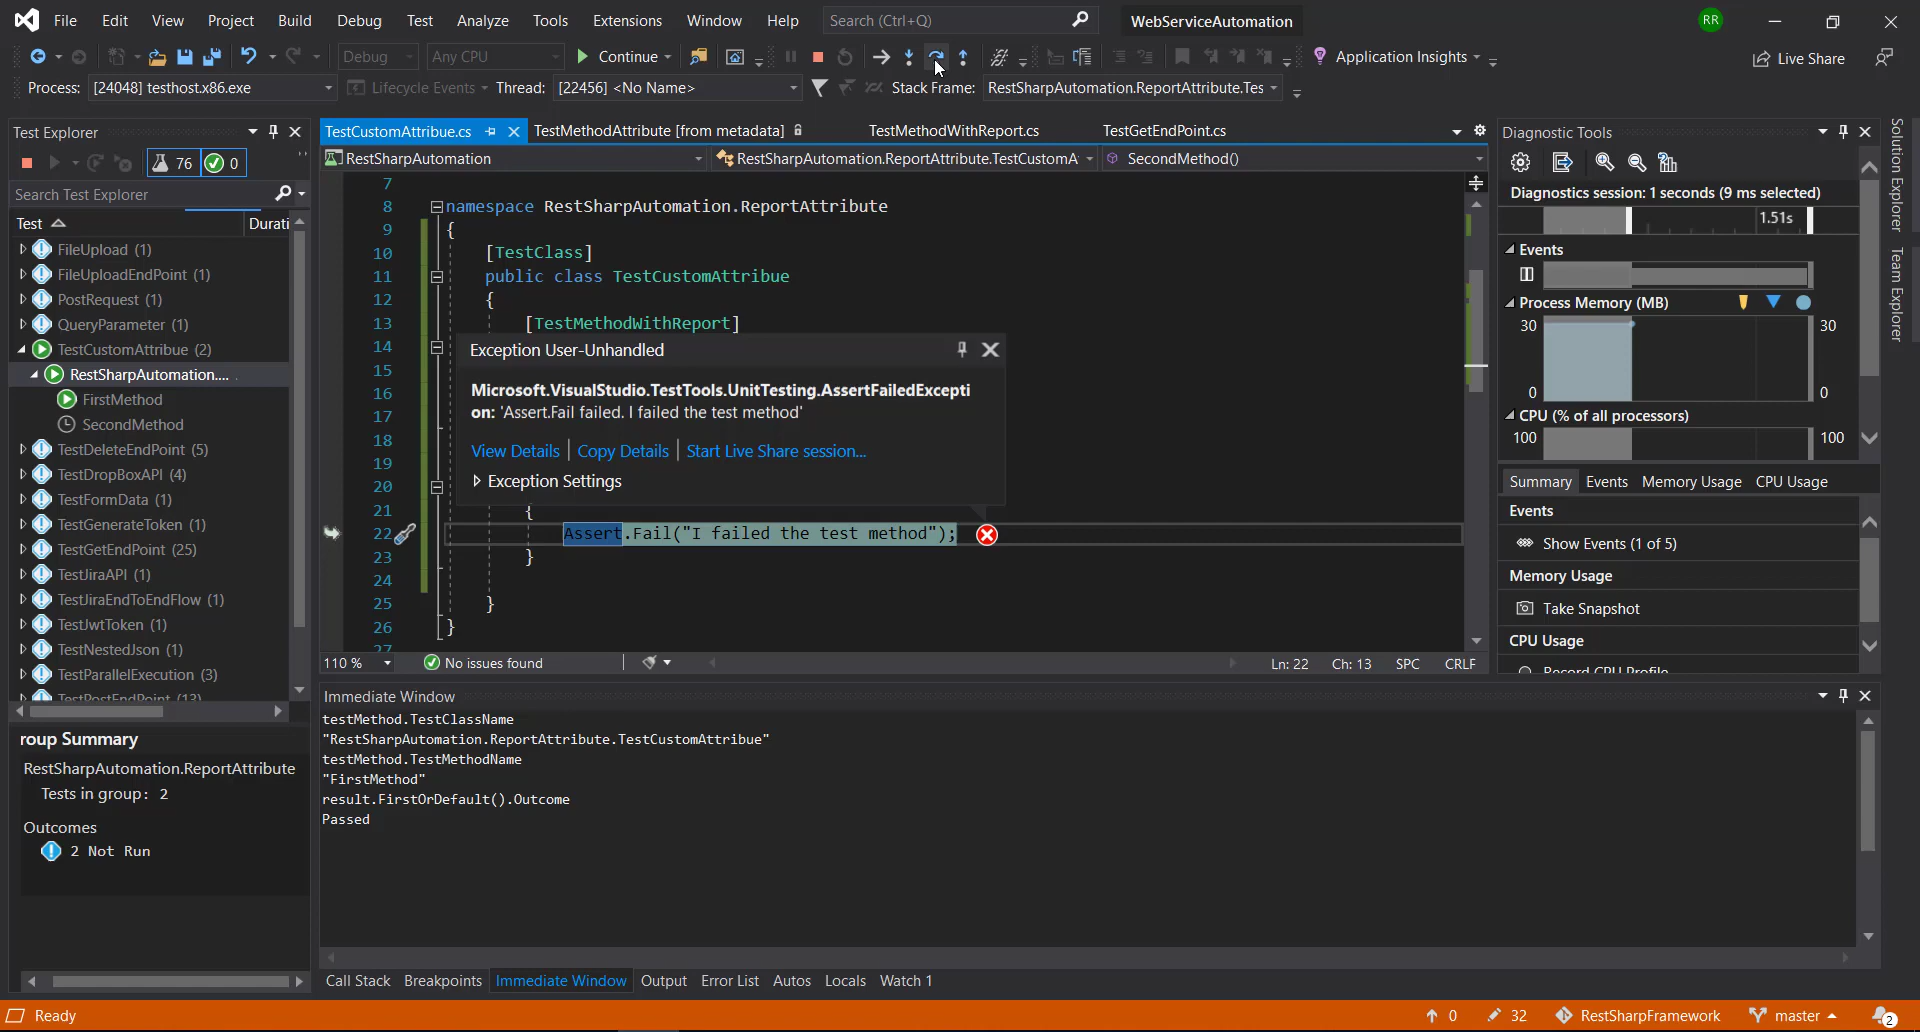 File Edit View Project Build Debug Test Analyze Tools Extensions Window Help Search (Ctrl+Q) WebServiceAutomation RR
Debug Any CPU Continue Application Insights Live Share
Process: [24048] testhost.x86.exe Lifecycle Events Thread: [22456] <No Name> Stack Frame: RestSharpAutomation.ReportAttribute.Tes
Test Explorer
76 0
Search Test Explorer
Test Durati
FileUpload (1)
FileUploadEndPoint (1)
PostRequest (1)
QueryParameter (1)
TestCustomAttribue (2)
RestSharpAutomation....
FirstMethod
SecondMethod
TestDeleteEndPoint (5)
TestDropBoxAPI (4)
TestFormData (1)
TestGenerateToken (1)
TestGetEndPoint (25)
TestJiraAPI (1)
TestJiraEndToEndFlow (1)
TestJwtToken (1)
TestNestedJson (1)
TestParallelExecution (3)
TestPostEndPoint (13)
roup Summary
RestSharpAutomation.ReportAttribute
Tests in group: 2
Outcomes
2 Not Run
TestCustomAttribue.cs TestMethodAttribute [from metadata] TestMethodWithReport.cs TestGetEndPoint.cs
RestSharpAutomation RestSharpAutomation.ReportAttribute.TestCustomA SecondMethod()
7
8 namespace RestSharpAutomation.ReportAttribute
9 {
10 [TestClass]
11 public class TestCustomAttribue
12 {
13 [TestMethodWithReport]
14
15
16
17
18
19
20
21 {
22 Assert.Fail("I failed the test method");
23 }
24
25 }
26 }
27
Exception User-Unhandled
Microsoft.VisualStudio.TestTools.UnitTesting.AssertFailedExcepti
on: 'Assert.Fail failed. I failed the test method'
View Details Copy Details Start Live Share session...
Exception Settings
110 % No issues found Ln: 22 Ch: 13 SPC CRLF
Immediate Window
testMethod.TestClassName
"RestSharpAutomation.ReportAttribute.TestCustomAttribue"
testMethod.TestMethodName
"FirstMethod"
result.FirstOrDefault().Outcome
Passed
Call Stack Breakpoints Immediate Window Output Error List Autos Locals Watch 1
Diagnostic Tools
Diagnostics session: 1 seconds (9 ms selected)
1.51s
Events
Process Memory (MB)
30 30
0 0
CPU (% of all processors)
100 100
Summary Events Memory Usage CPU Usage
Events
Show Events (1 of 5)
Memory Usage
Take Snapshot
CPU Usage
Record CPU Profile
Solution Explorer
Team Explorer
Ready 0 32 RestSharpFramework master 2